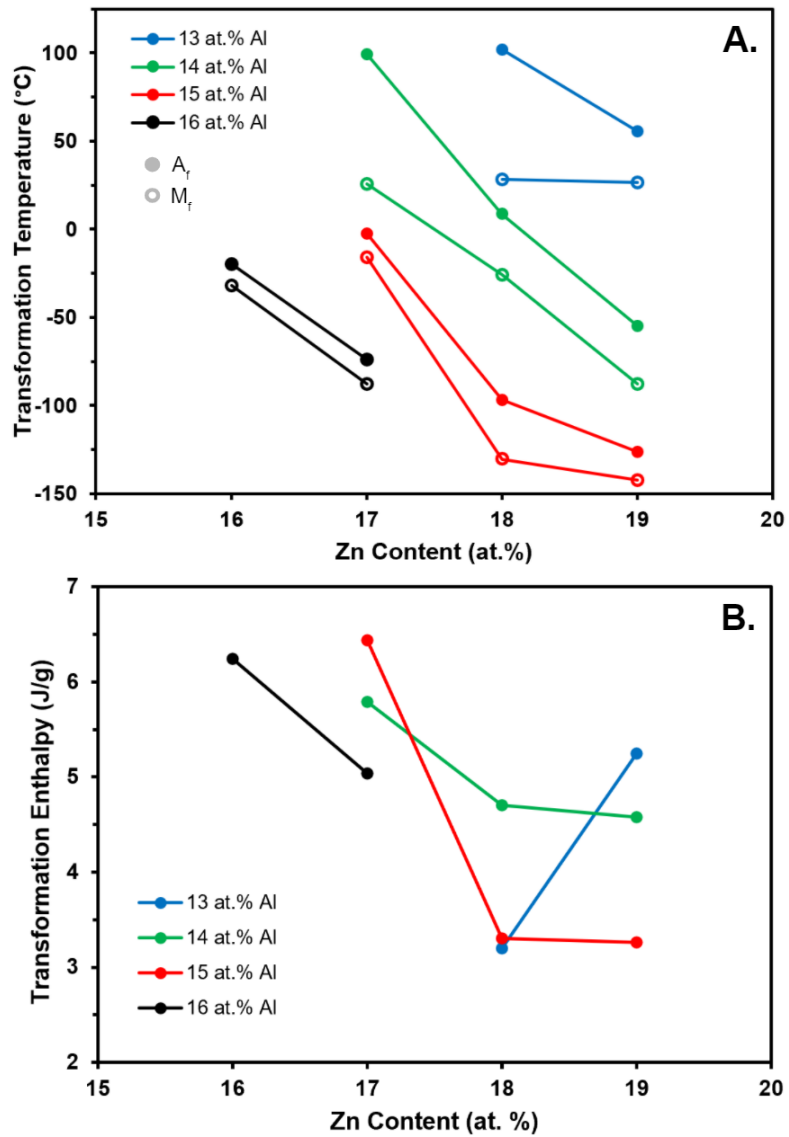 A.
13 at.% Al
14 at.% Al
15 at.% Al
16 at.% Al
A_f
M_f
Transformation Temperature (°C)
100
50
0
-50
-100
-150
15 16 17 18 19 20
Zn Content (at.%)
B.
Transformation Enthalpy (J/g)
7
6
5
4
3
2
13 at.% Al
14 at.% Al
15 at.% Al
16 at.% Al
15 16 17 18 19 20
Zn Content (at. %)